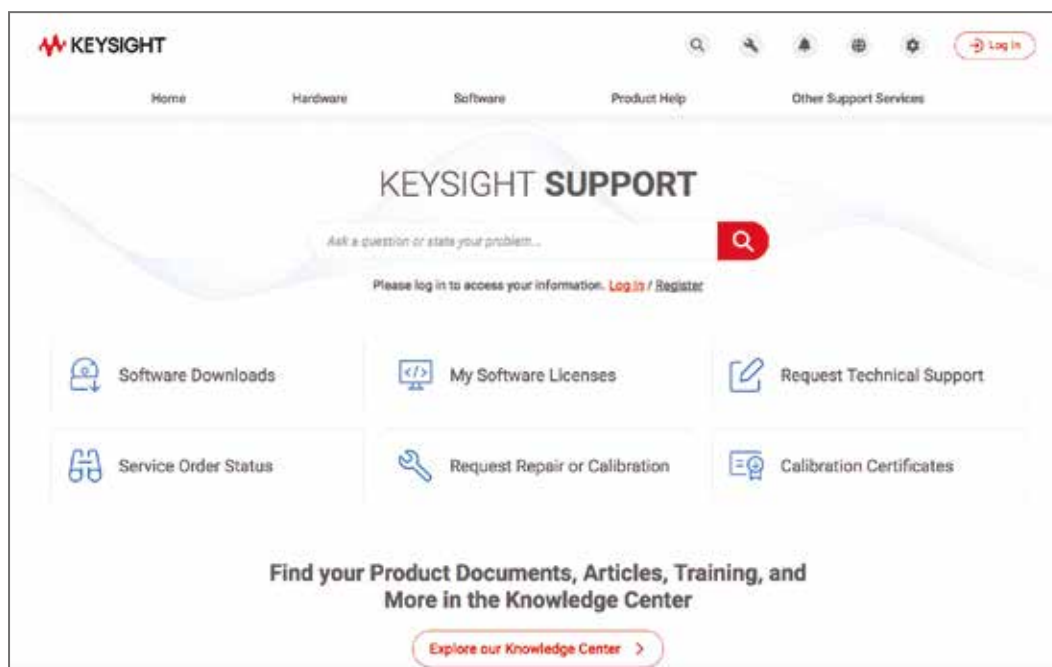 KEYSIGHT
Log In
Home Hardware Software Product Help Other Support Services
KEYSIGHT SUPPORT
Ask a question or state your problem...
Please log in to access your information. Log In / Register
Software Downloads
</> My Software Licenses
Request Technical Support
Service Order Status
Request Repair or Calibration
Calibration Certificates
Find your Product Documents, Articles, Training, and
More in the Knowledge Center
Explore our Knowledge Center >